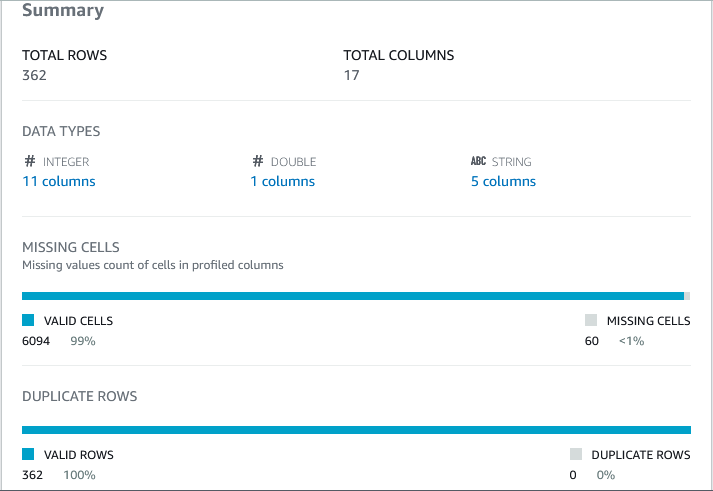 Summary
TOTAL ROWS TOTAL COLUMNS
362 17
DATA TYPES
# INTEGER # DOUBLE ABC STRING
11 columns 1 columns 5 columns
MISSING CELLS
Missing values count of cells in profiled columns
VALID CELLS MISSING CELLS
6094 99% 60 <1%
DUPLICATE ROWS
VALID ROWS DUPLICATE ROWS
362 100% 0 0%